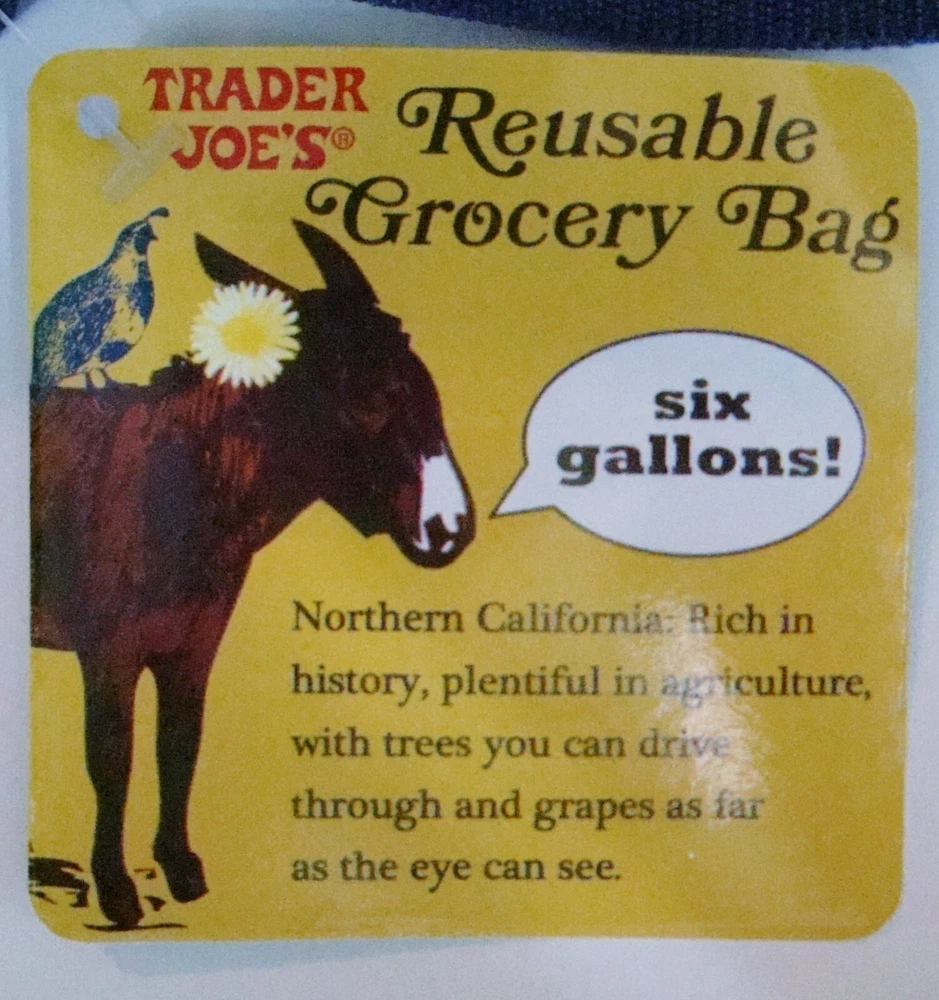 TRADER
JOE'S®
Reusable
Grocery Bag
six
gallons!
Northern California: Rich in
history, plentiful in agriculture,
with trees you can drive
through and grapes as far
as the eye can see.